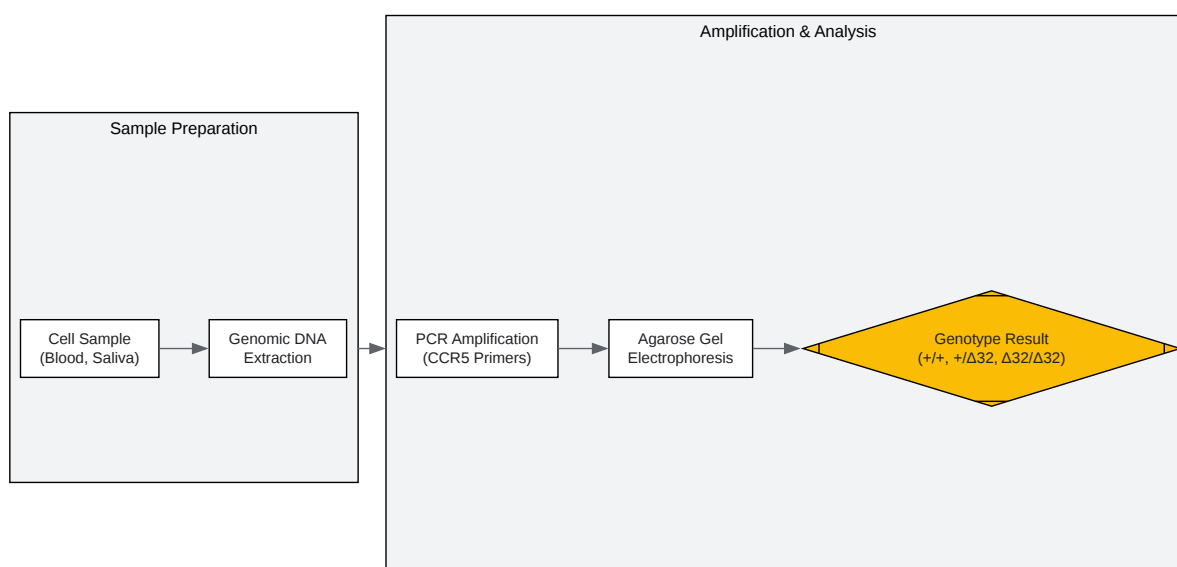 Amplification & Analysis
Sample Preparation
Cell Sample
(Blood, Saliva)
Genomic DNA
Extraction
PCR Amplification
(CCR5 Primers)
Agarose Gel
Electrophoresis
Genotype Result
(+/+, +/Δ32, Δ32/Δ32)